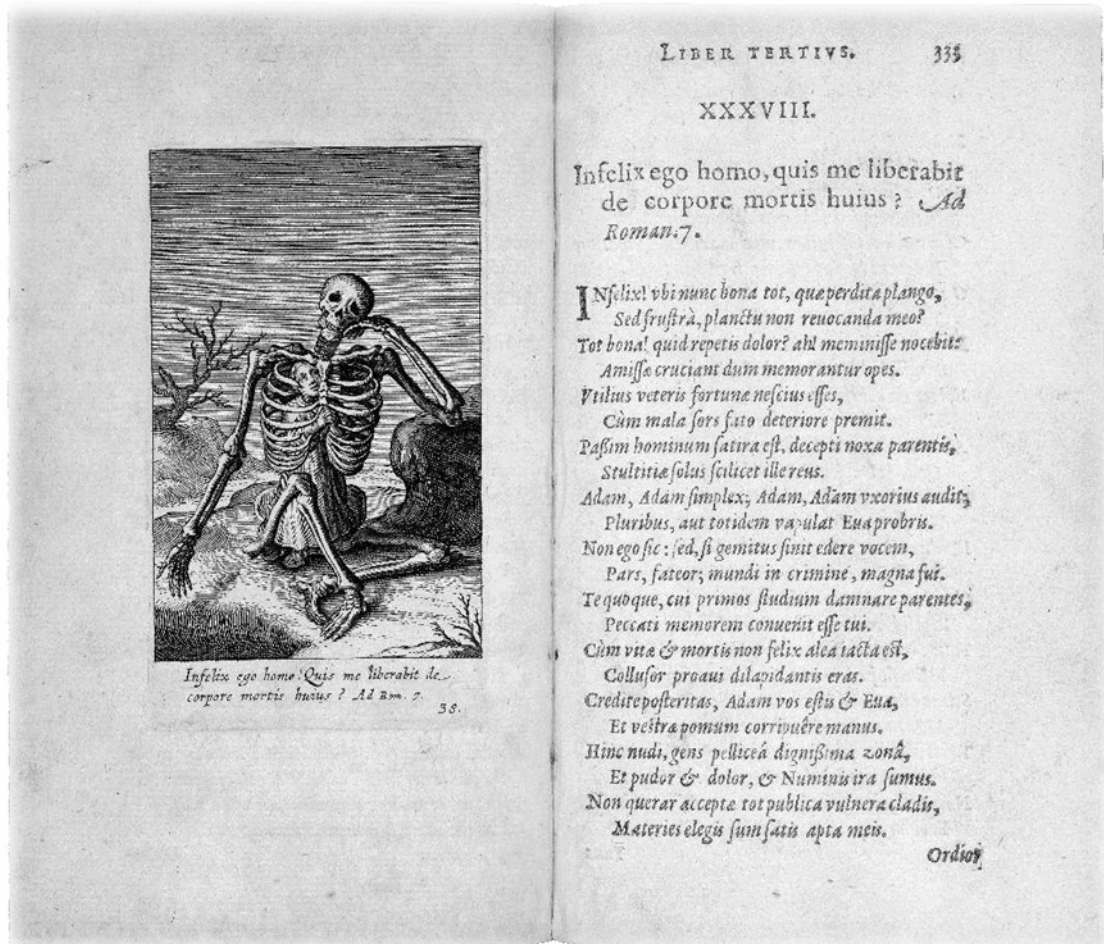 Infelix ego homo! Quis me liberabit de
corpore mortis huius? Ad Rom. 7.
38.
LIBER TERTIVS. 335
XXXVIII.
Infelix ego homo, quis me liberabit
de corpore mortis huius? Ad
Roman. 7.
INfelix! vbi nunc bona tot, quæ perdita plango,
Sed frustrà, planctu non reuocanda meo?
Tot bona! quid repetis dolor? ah! meminisse nocebit:
Amissæ cruciant dum memorantur opes.
Vtilius veteris fortunæ nescius esses,
Cùm mala sors fato deteriore premit.
Passim hominum satira est, decepti noxa parentis,
Stultitiæ solus scilicet ille reus.
Adam, Adam simplex; Adam, Adam vxorius audit;
Pluribus, aut totidem vapulat Eua probris.
Non ego sic: sed, si gemitus sinit edere vocem,
Pars, fateor; mundi in crimine, magna fui.
Te quoque, cui primos studium damnare parentes,
Peccati memorem conuenit esse tui.
Cùm vitæ & mortis non felix alea iacta est,
Collusor proaui dilapidantis eras.
Credite posteritas, Adam vos estis & Eua,
Et vestræ pomum corripuêre manus.
Hinc nudi, gens pelliceâ dignissima zonâ,
Et pudor & dolor, & Numinis ira sumus.
Non querar acceptæ tot publica vulnera cladis,
Materies elegis sum satis apta meis.
Ordior